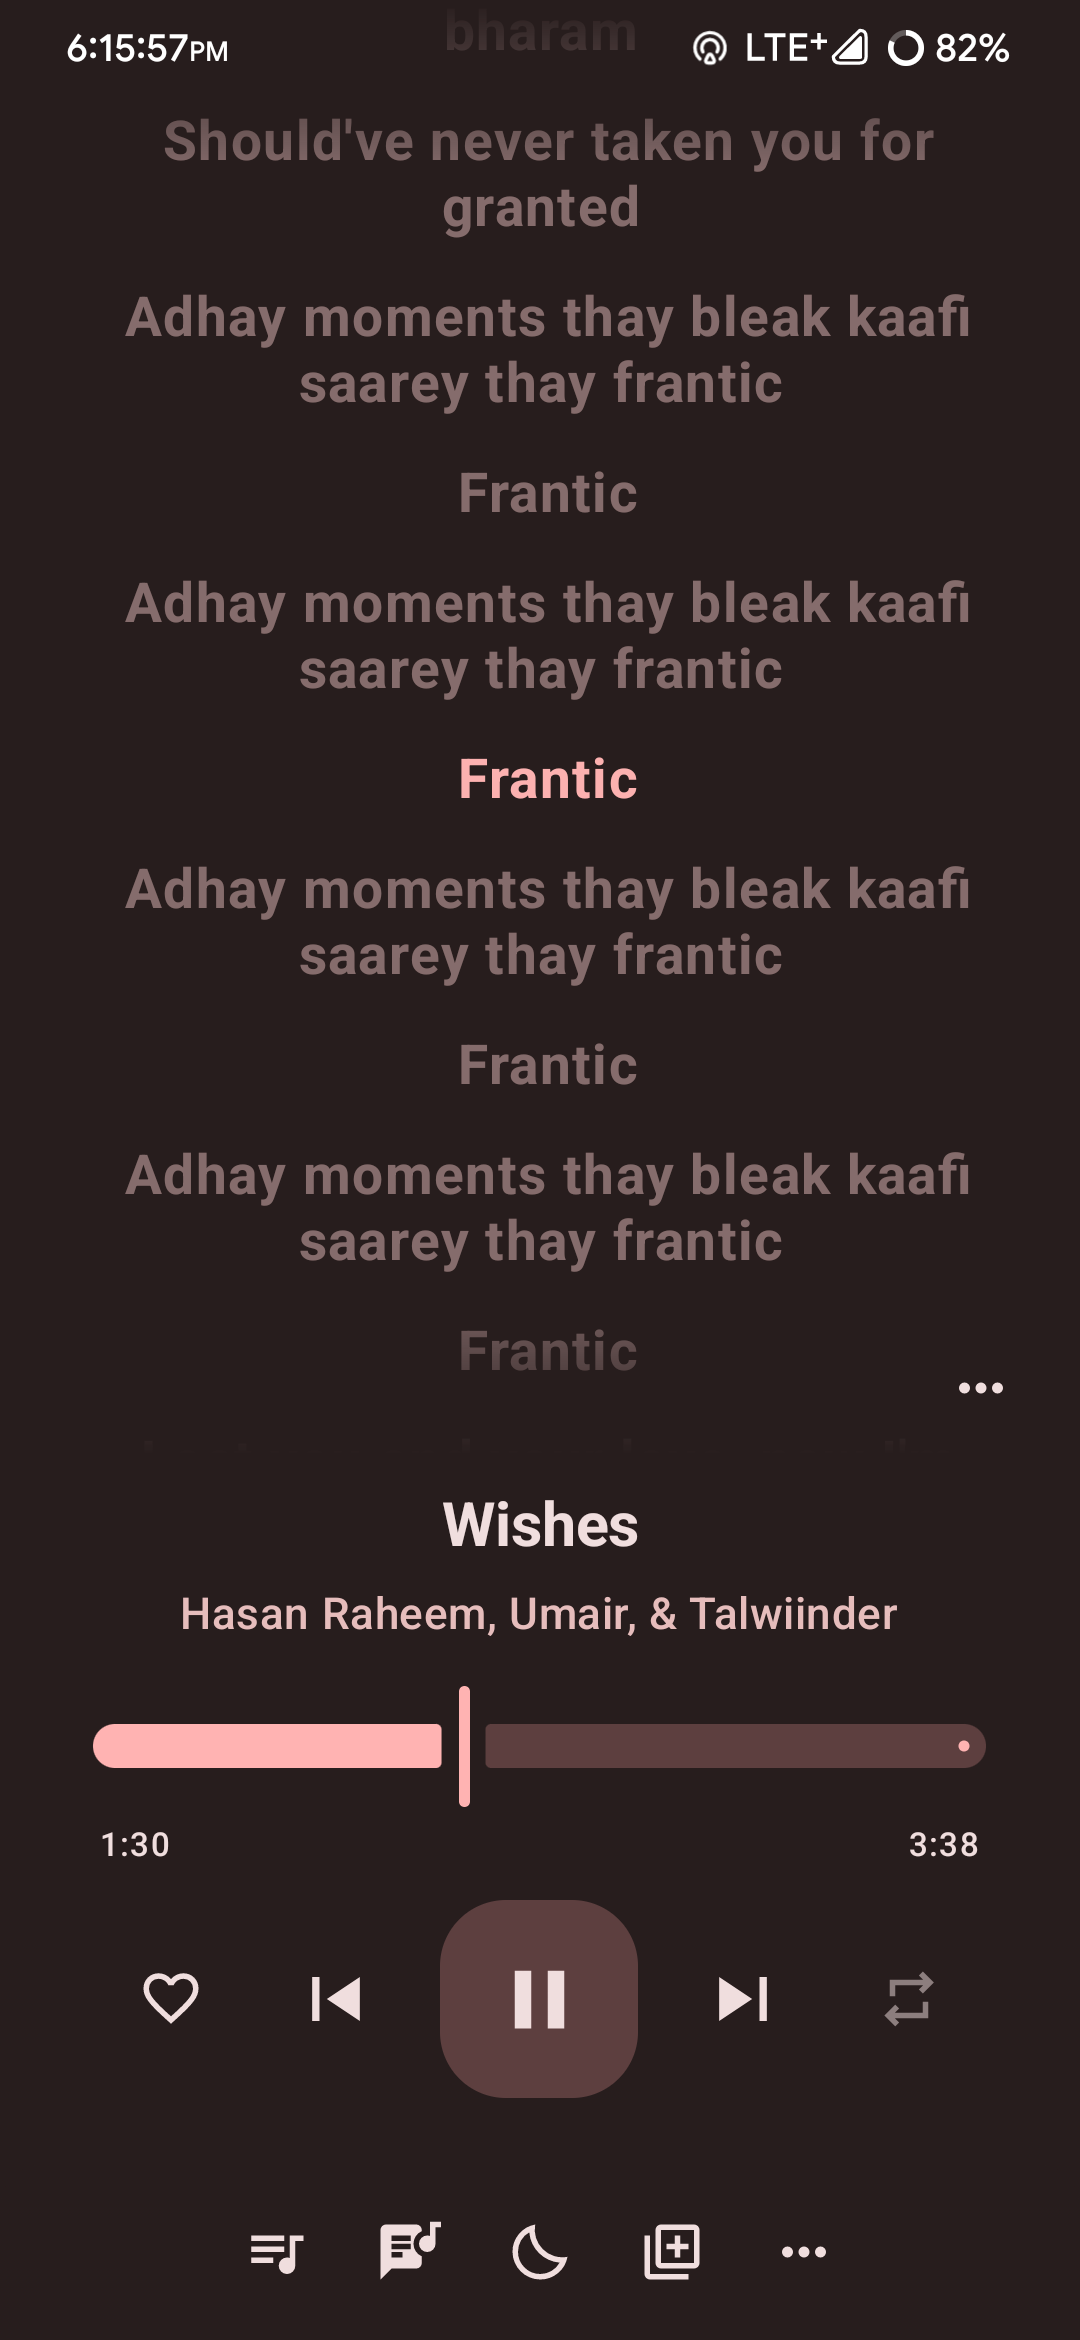 bharam
6:15:57PM
LTE+ 82%
Should've never taken you for
granted
Adhay moments thay bleak kaafi
saarey thay frantic
Frantic
Adhay moments thay bleak kaafi
saarey thay frantic
Frantic
Adhay moments thay bleak kaafi
saarey thay frantic
Frantic
Adhay moments thay bleak kaafi
saarey thay frantic
Frantic
Wishes
Hasan Raheem, Umair, & Talwiinder
1:30
3:38